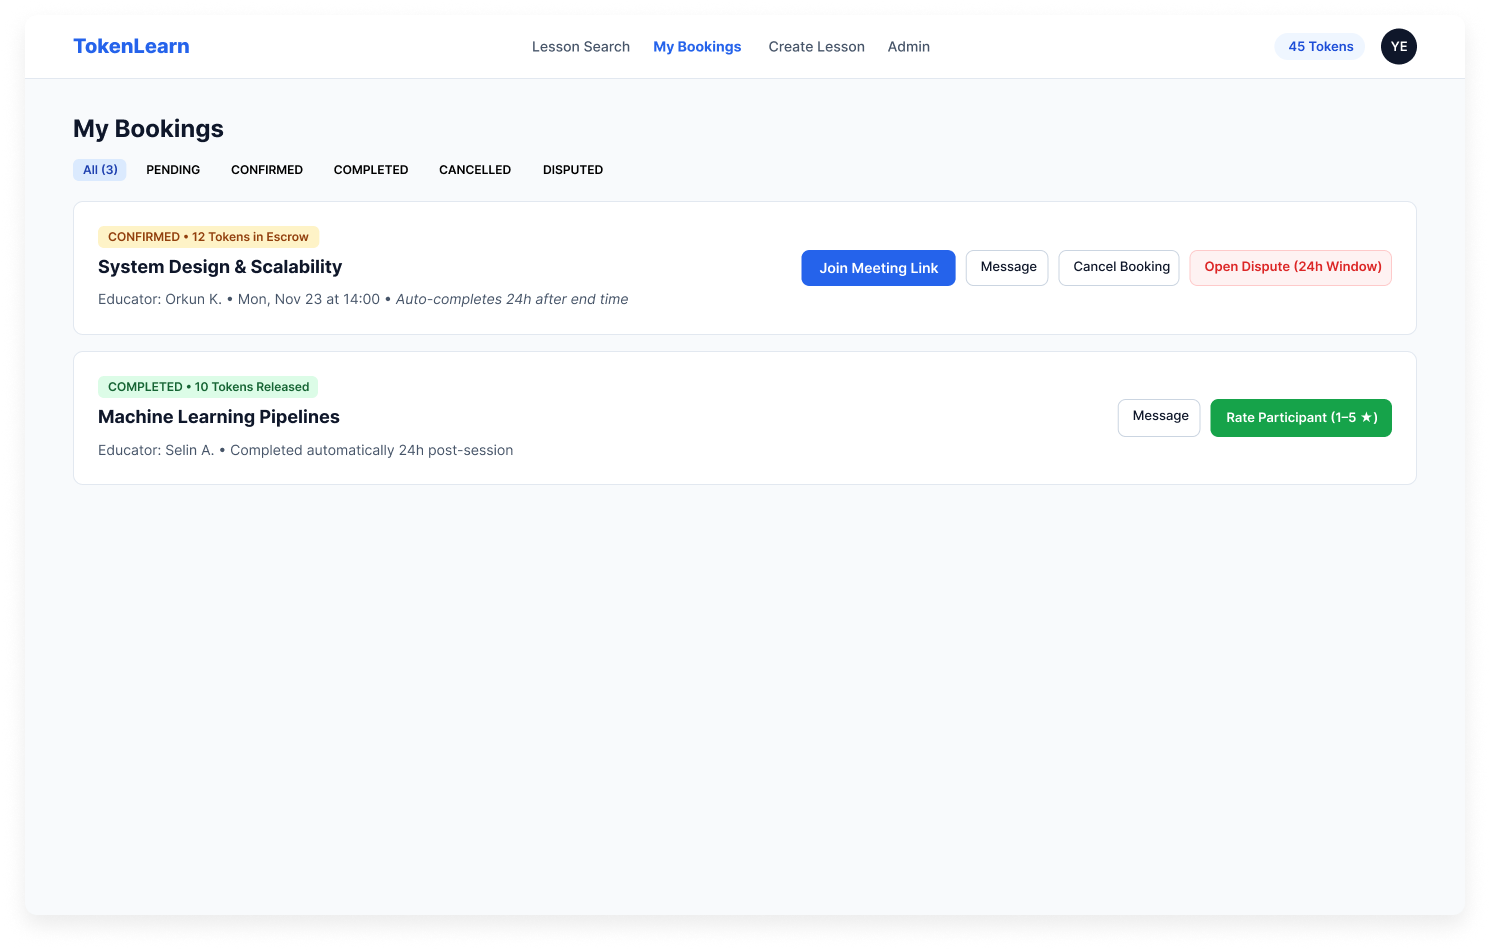 TokenLearn
Lesson Search
My Bookings
Create Lesson
Admin
45 Tokens
YE
My Bookings
All (3)
PENDING
CONFIRMED
COMPLETED
CANCELLED
DISPUTED
CONFIRMED • 12 Tokens in Escrow
System Design & Scalability
Educator: Orkun K. • Mon, Nov 23 at 14:00 • Auto-completes 24h after end time
Join Meeting Link
Message
Cancel Booking
Open Dispute (24h Window)
COMPLETED • 10 Tokens Released
Machine Learning Pipelines
Educator: Selin A. • Completed automatically 24h post-session
Message
Rate Participant (1–5 ★)